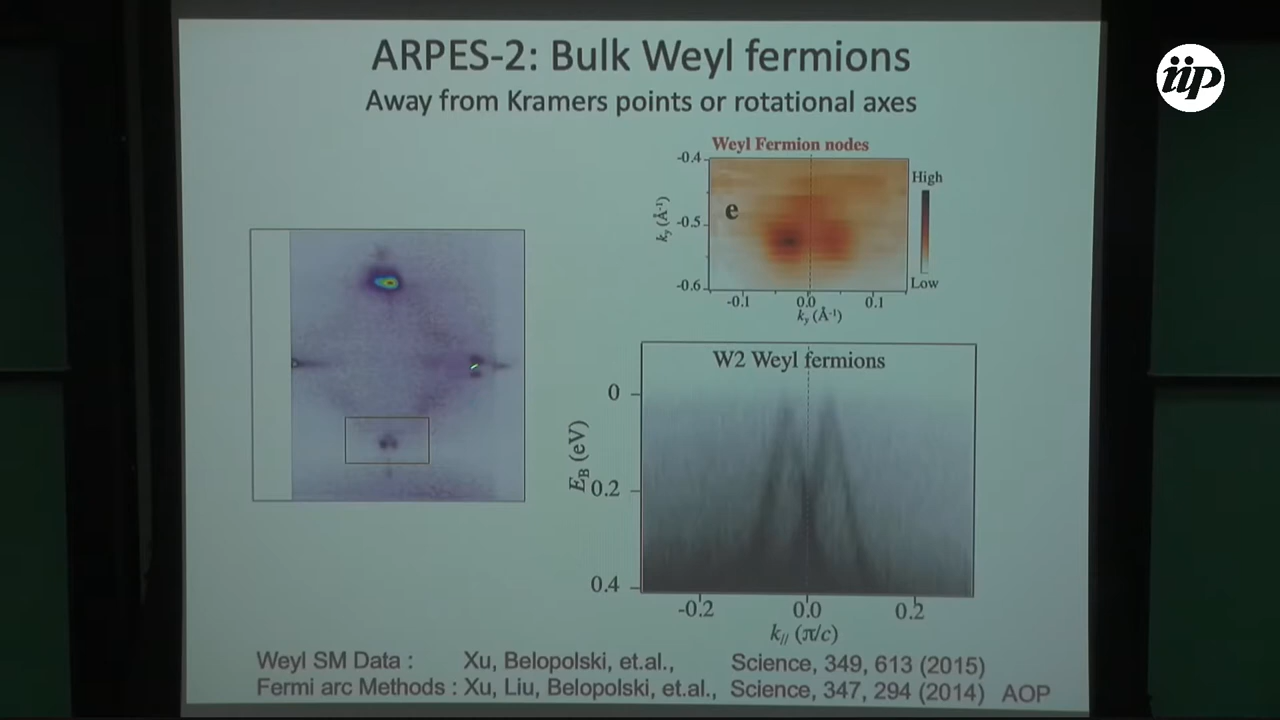 ARPES-2: Bulk Weyl fermions
Away from Kramers points or rotational axes
iip
Weyl Fermion nodes
-0.4
-0.5
-0.6
ky (Å-1)
e
High
Low
-0.1 0.0 0.1
ky (Å-1)
W2 Weyl fermions
0
0.2
0.4
EB (eV)
-0.2 0.0 0.2
k// (π/c)
Weyl SM Data : Xu, Belopolski, et.al., Science, 349, 613 (2015)
Fermi arc Methods : Xu, Liu, Belopolski, et.al., Science, 347, 294 (2014) AOP